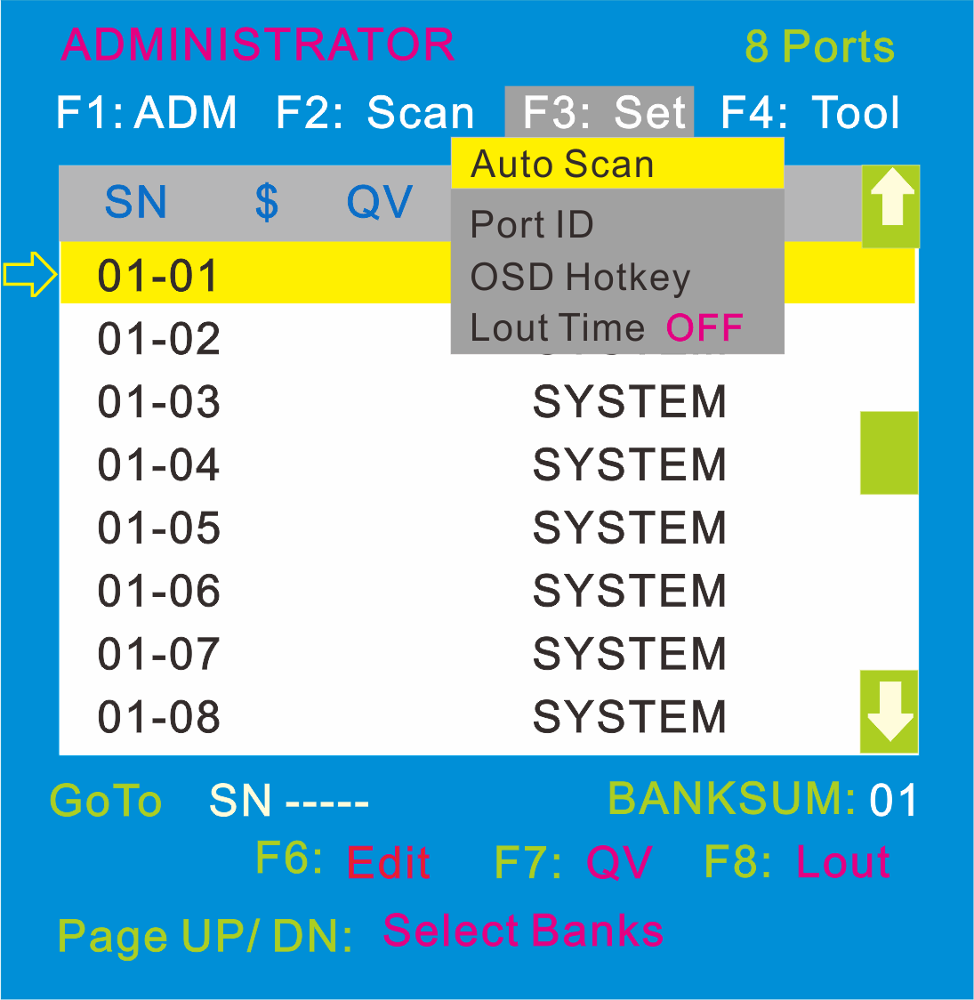 ADMINISTRATOR 8 Ports
F1: ADM F2: Scan F3: Set F4: Tool
Auto Scan
SN $ QV
Port ID
01-01 OSD Hotkey
01-02 Lout Time OFF
01-03 SYSTEM
01-04 SYSTEM
01-05 SYSTEM
01-06 SYSTEM
01-07 SYSTEM
01-08 SYSTEM
GoTo SN ----- BANKSUM: 01
F6: Edit F7: QV F8: Lout
Page UP/ DN: Select Banks